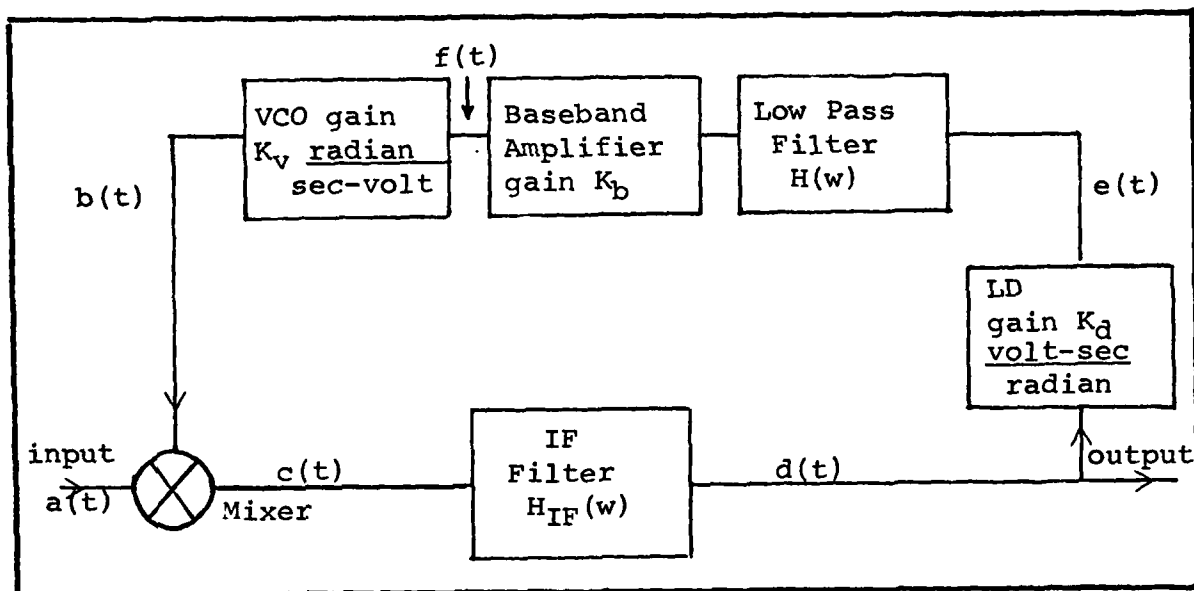 f(t)
VCO gain
Kv radian
sec-volt
Baseband
Amplifier
gain Kb
Low Pass
Filter
H(w)
b(t)
e(t)
LD
gain Kd
volt-sec
radian
input
a(t)
Mixer
c(t)
IF
Filter
HIF(w)
d(t)
output